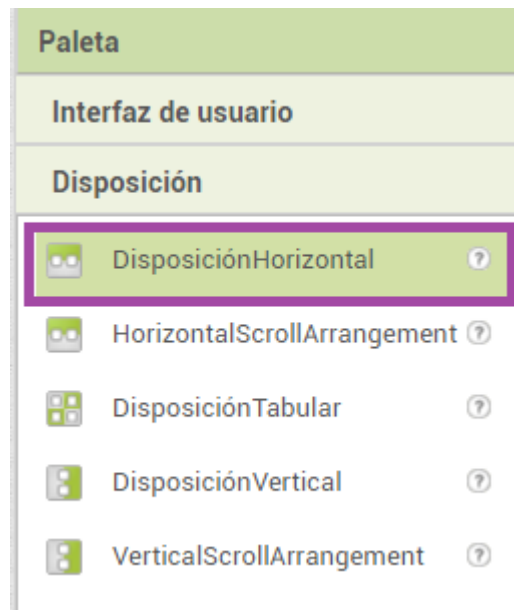 Paleta
Interfaz de usuario
Disposición
DisposiciónHorizontal ?
HorizontalScrollArrangement ?
DisposiciónTabular ?
DisposiciónVertical ?
VerticalScrollArrangement ?